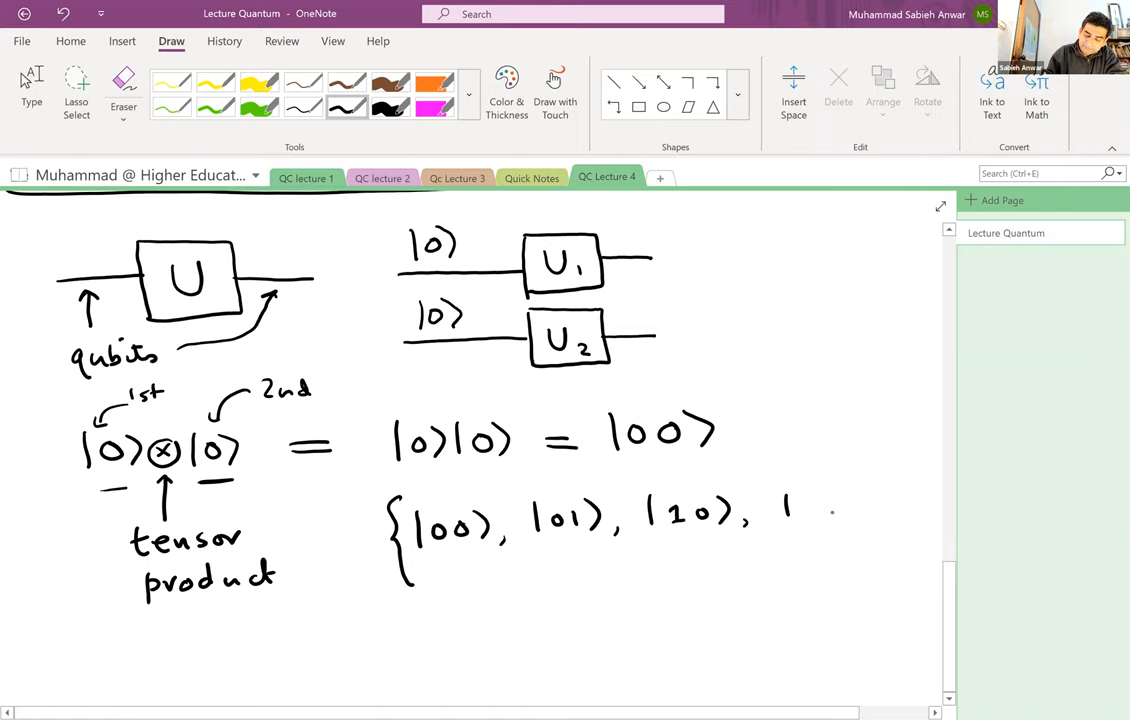 Lecture Quantum - OneNote
Search
Muhammad Sabieh Anwar
MS
Sabieh Anwar
File Home Insert Draw History Review View Help
Type
Lasso Select
Eraser
Color & Thickness
Draw with Touch
Insert Space
Delete
Arrange
Rotate
Ink to Text
Ink to Math
Tools
Shapes
Edit
Convert
Muhammad @ Higher Educat...
QC lecture 1
QC lecture 2
Qc Lecture 3
Quick Notes
QC Lecture 4
Search (Ctrl+E)
Add Page
Lecture Quantum
U
|0⟩ U₁
|0⟩ U₂
qubits
1st 2nd
|0⟩⊗|0⟩ = |0⟩|0⟩ = |00⟩
tensor
product
{|00⟩, |01⟩, |10⟩, |